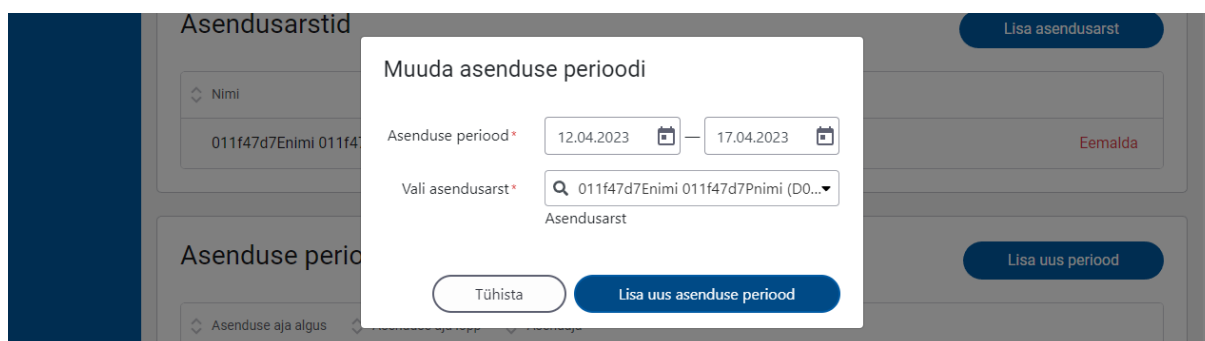 Asendusarstid
Lisa asendusarst
Muuda asenduse perioodi
Nimi
Asenduse periood*
12.04.2023 — 17.04.2023
011f47d7Enimi 011f47
Eemalda
Vali asendusarst*
011f47d7Enimi 011f47d7Pnimi (D0...
Asendusarst
Asenduse perio
Lisa uus periood
Tühista
Lisa uus asenduse periood
Asenduse aja algus